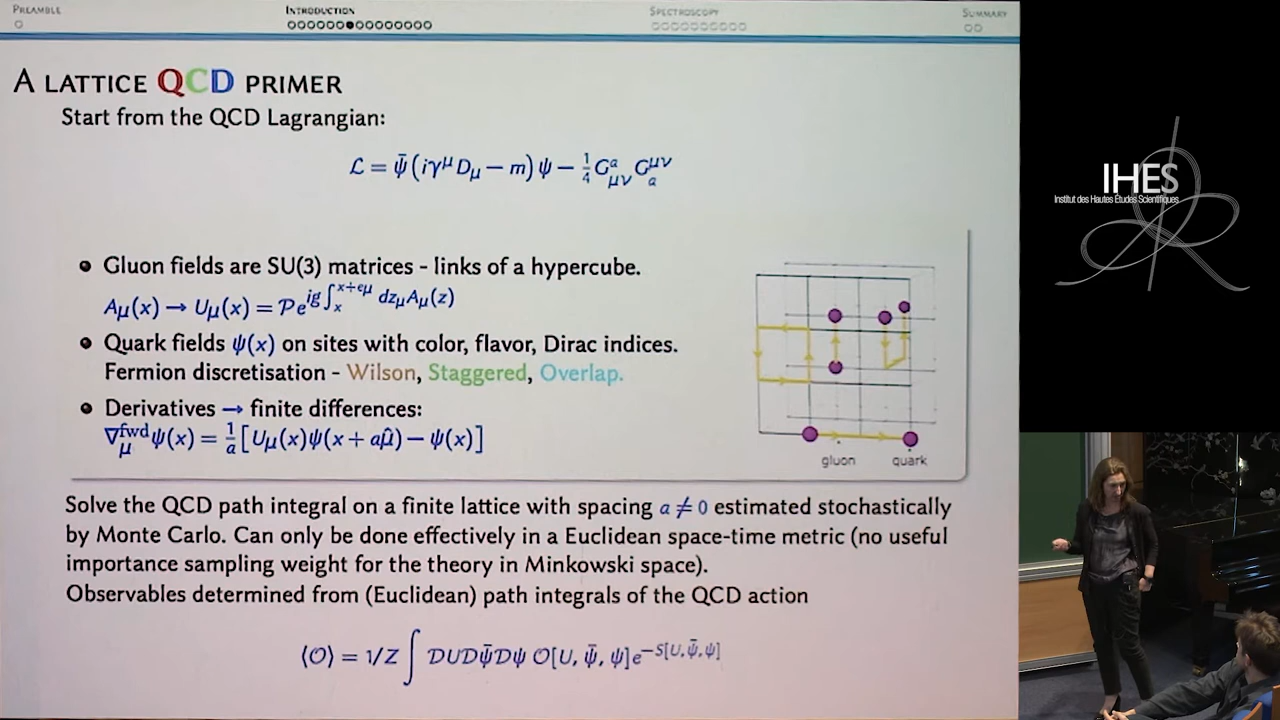 PREAMBLE
INTRODUCTION
SPECTROSCOPY
SUMMARY
A LATTICE QCD PRIMER
Start from the QCD Lagrangian:
ℒ = ψ̄ (iγ^μ D_μ − m) ψ − 1/4 G^a_μν G^μν_a
• Gluon fields are SU(3) matrices - links of a hypercube.
A_μ(x) → U_μ(x) = 𝒫e^{ig∫_x^{x+eμ} dz_μ A_μ(z)}
• Quark fields ψ(x) on sites with color, flavor, Dirac indices.
Fermion discretisation - Wilson, Staggered, Overlap.
• Derivatives → finite differences:
∇^fwd_μ ψ(x) = 1/a [U_μ(x)ψ(x + aμ̂) − ψ(x)]
gluon quark
Solve the QCD path integral on a finite lattice with spacing a ≠ 0 estimated stochastically
by Monte Carlo. Can only be done effectively in a Euclidean space-time metric (no useful
importance sampling weight for the theory in Minkowski space).
Observables determined from (Euclidean) path integrals of the QCD action
⟨𝒪⟩ = 1/Z ∫ 𝒟U𝒟ψ̄𝒟ψ 𝒪[U, ψ̄, ψ]e^{−S[U,ψ̄,ψ]}
IHES
Institut des Hautes Études Scientifiques